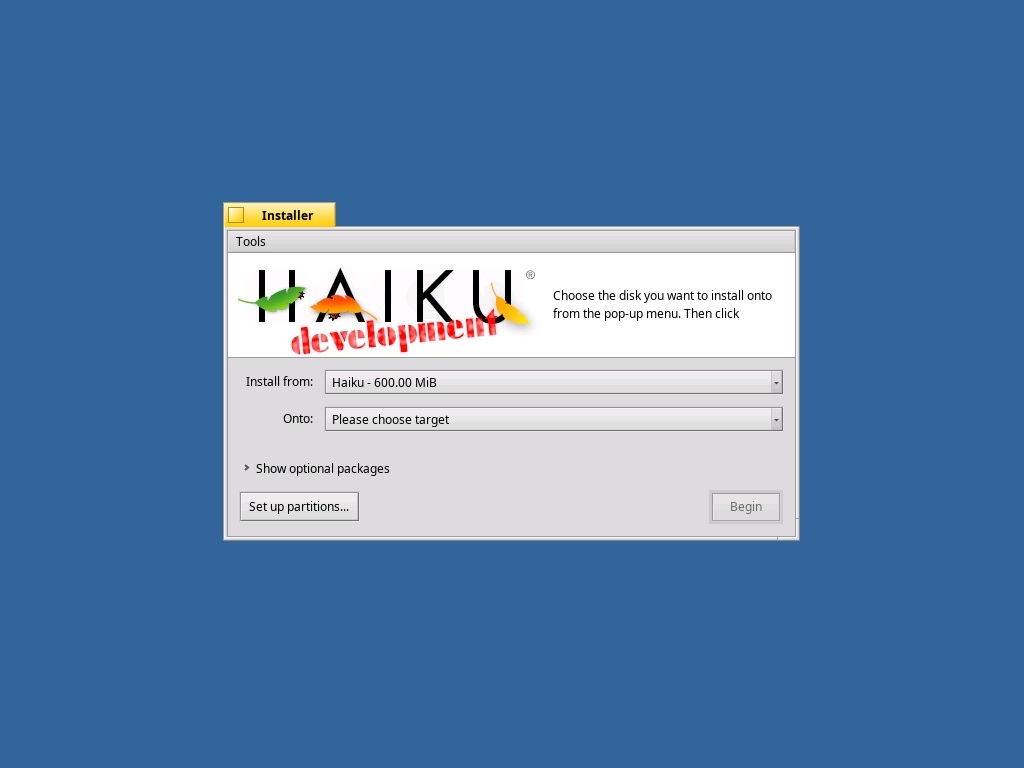 Installer
Tools
HAIKU®
development
Choose the disk you want to install onto
from the pop-up menu. Then click
Install from: Haiku - 600.00 MiB
Onto: Please choose target
Show optional packages
Set up partitions... Begin